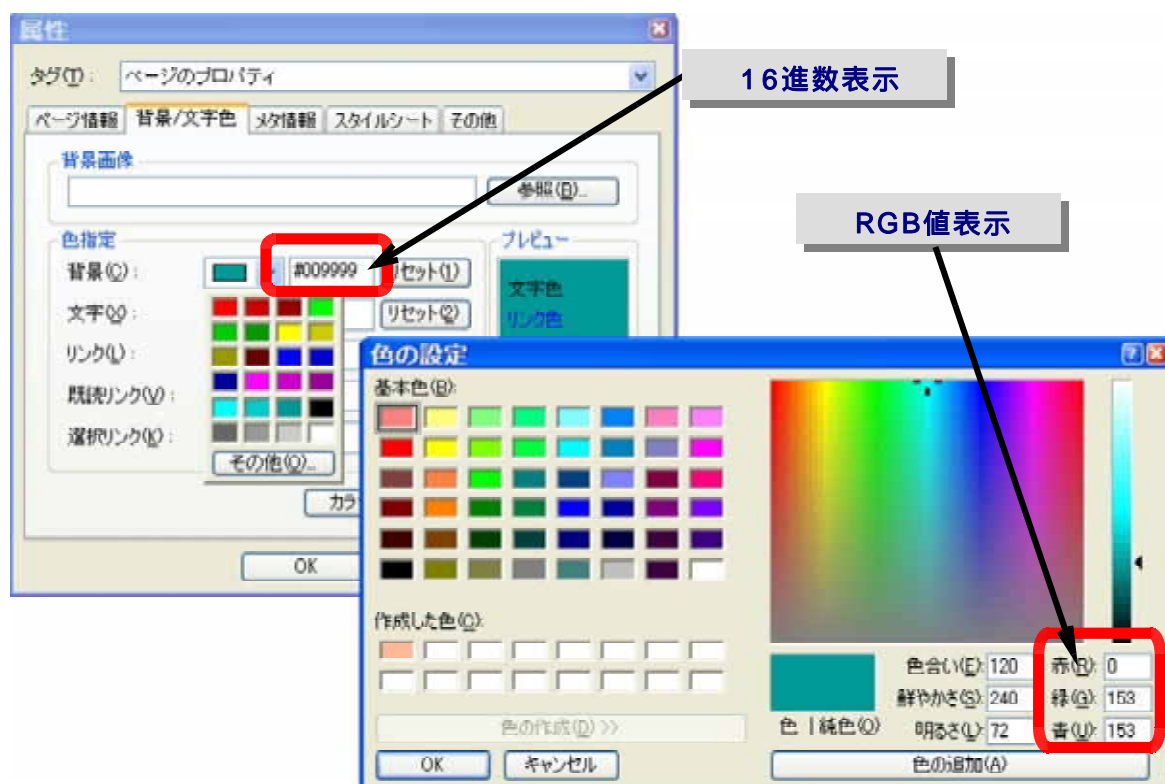 属性
タグ(T): ページのプロパティ
16進数表示
ページ情報 背景/文字色 メタ情報 スタイルシート その他
背景画像
参照(B)...
RGB値表示
色指定
プレビュー
背景(C): #009999 リセット(1)
文字色
文字(X): リセット(2)
リンク色
リンク(L):
既読リンク(V):
選択リンク(K):
その他(O)...
カラ
OK
色の設定
基本色(B):
作成した色(C):
色の作成(D) >>
OK キャンセル
色 | 純色(O)
色合い(E): 120 赤(R): 0
鮮やかさ(S): 240 緑(G): 153
明るさ(L): 72 青(U): 153
色の追加(A)